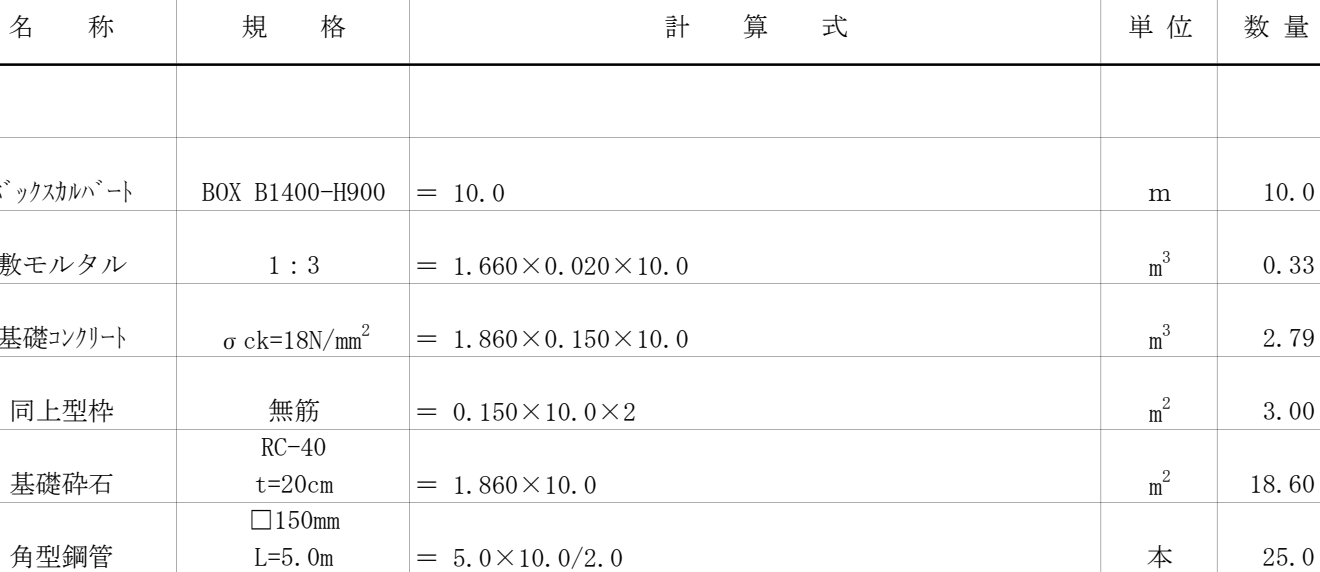 名 称 規 格 計 算 式 単 位 数 量
ﾎﾞｯｸｽｶﾙﾊﾞｰﾄ BOX B1400-H900 ＝ 10.0 m 10.0
敷モルタル 1：3 ＝ 1.660×0.020×10.0 m³ 0.33
基礎ｺﾝｸﾘｰﾄ σck=18N/mm² ＝ 1.860×0.150×10.0 m³ 2.79
同上型枠 無筋 ＝ 0.150×10.0×2 m² 3.00
RC-40
基礎砕石 t=20cm ＝ 1.860×10.0 m² 18.60
□150mm
角型鋼管 L=5.0m ＝ 5.0×10.0/2.0 本 25.0